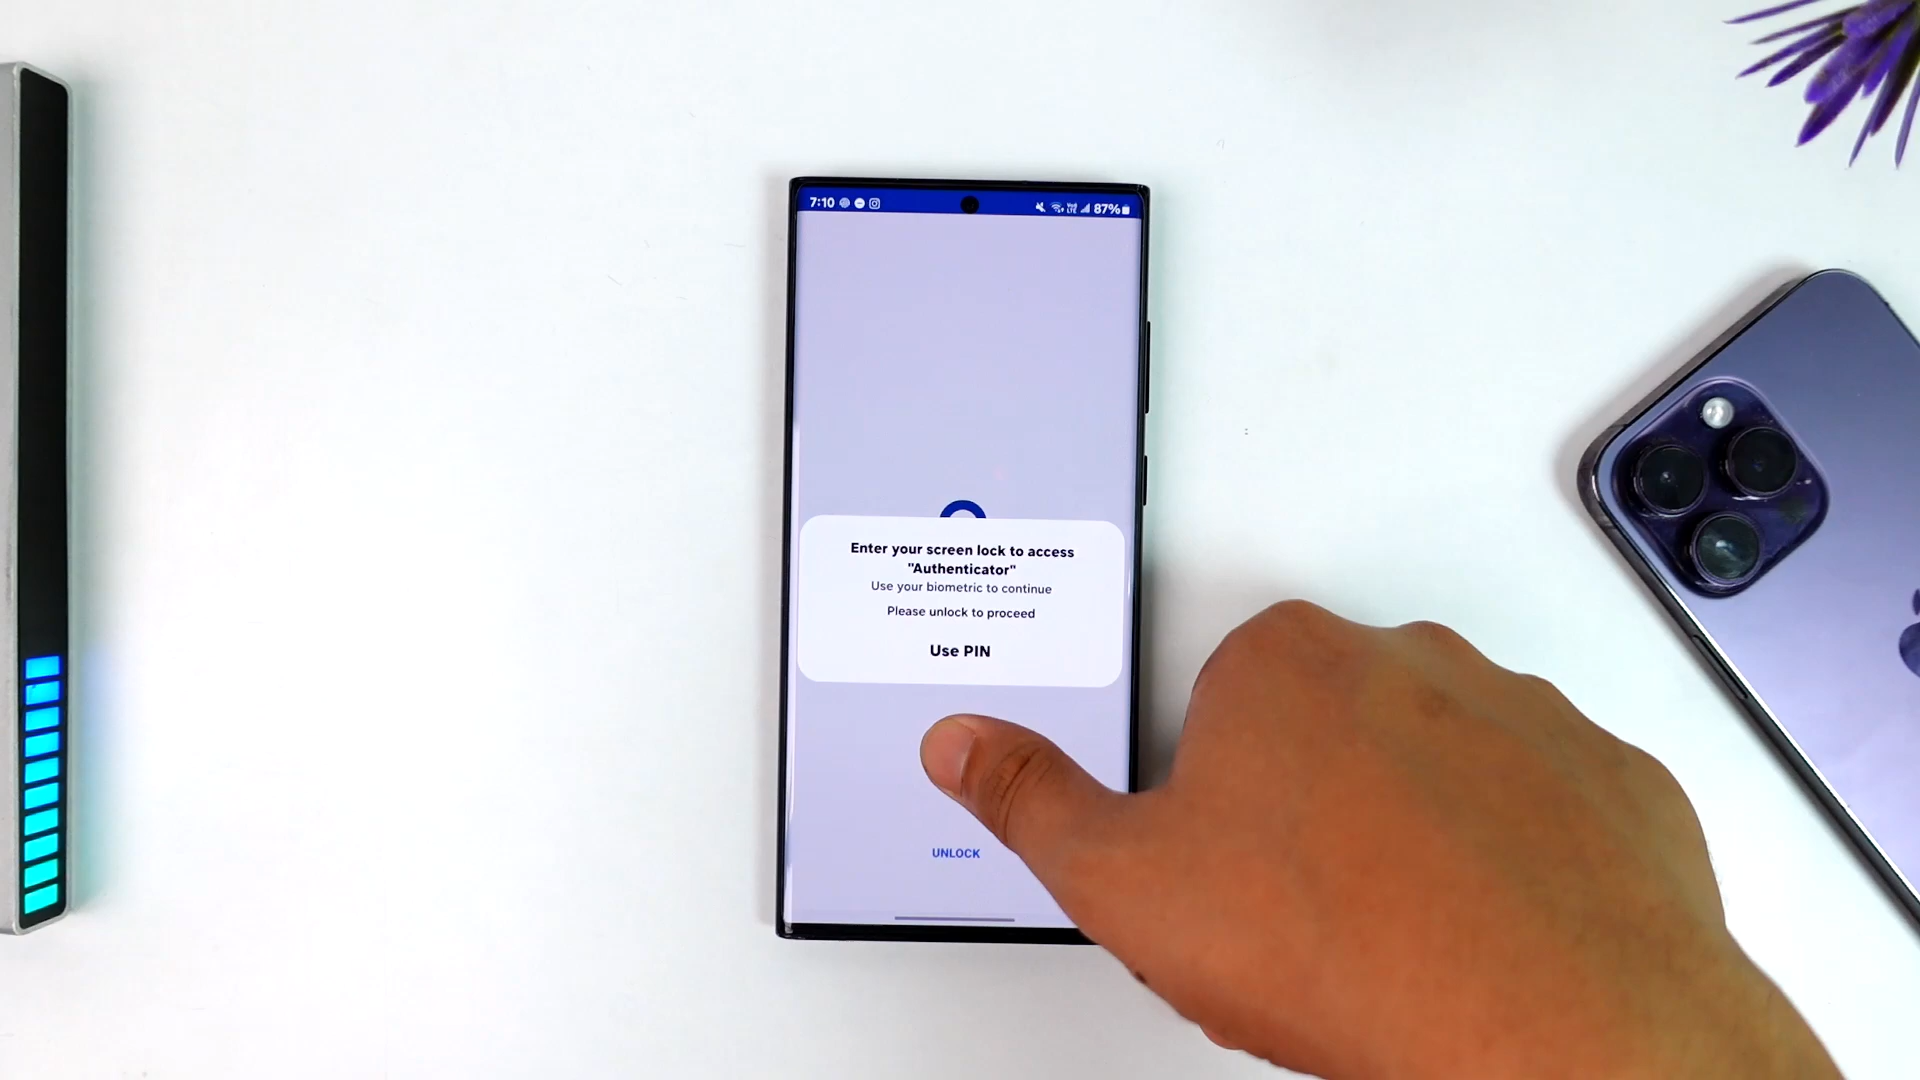 7:10 87%
Enter your screen lock to access
"Authenticator"
Use your biometric to continue
Please unlock to proceed
Use PIN
UNLOCK